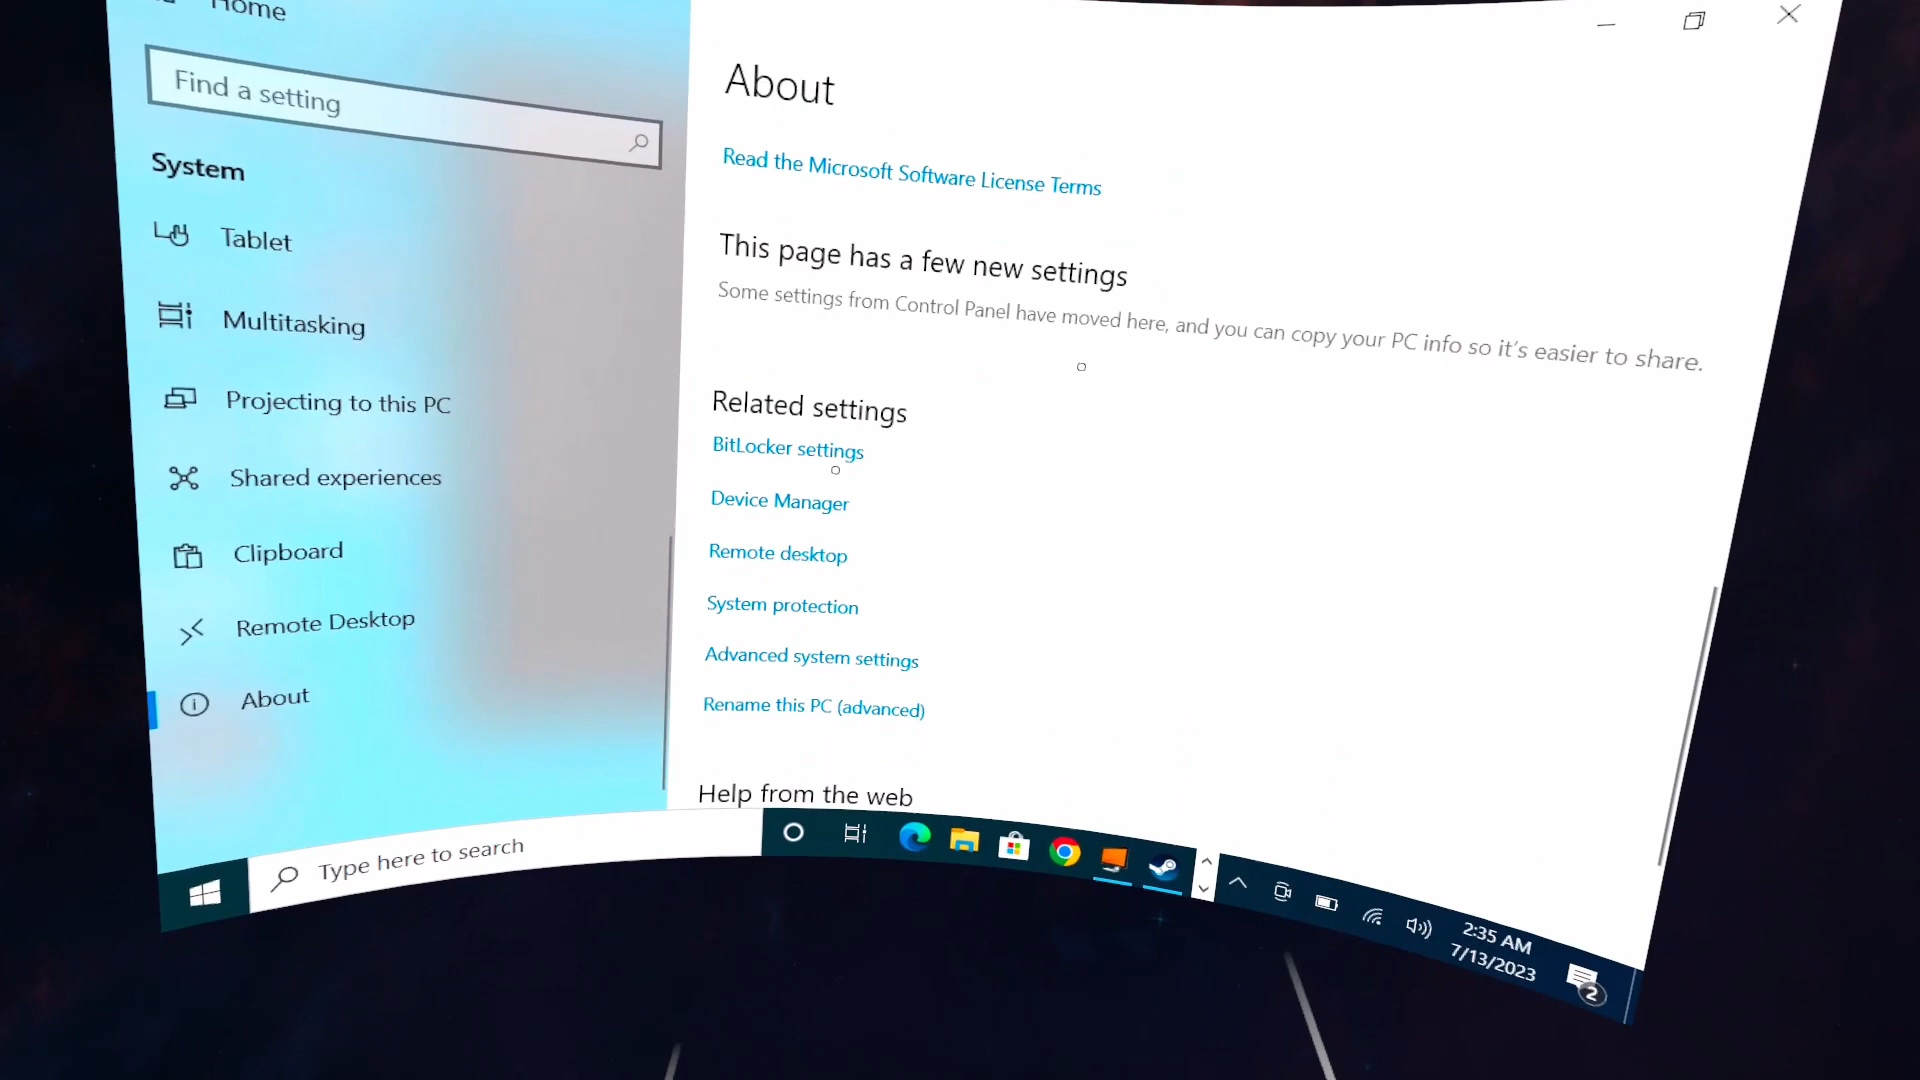 Home
Find a setting
System
Tablet
Multitasking
Projecting to this PC
Shared experiences
Clipboard
Remote Desktop
About
About
Read the Microsoft Software License Terms
This page has a few new settings
Some settings from Control Panel have moved here, and you can copy your PC info so it's easier to share.
Related settings
BitLocker settings
Device Manager
Remote desktop
System protection
Advanced system settings
Rename this PC (advanced)
Help from the web
Type here to search
2:35 AM
7/13/2023
2